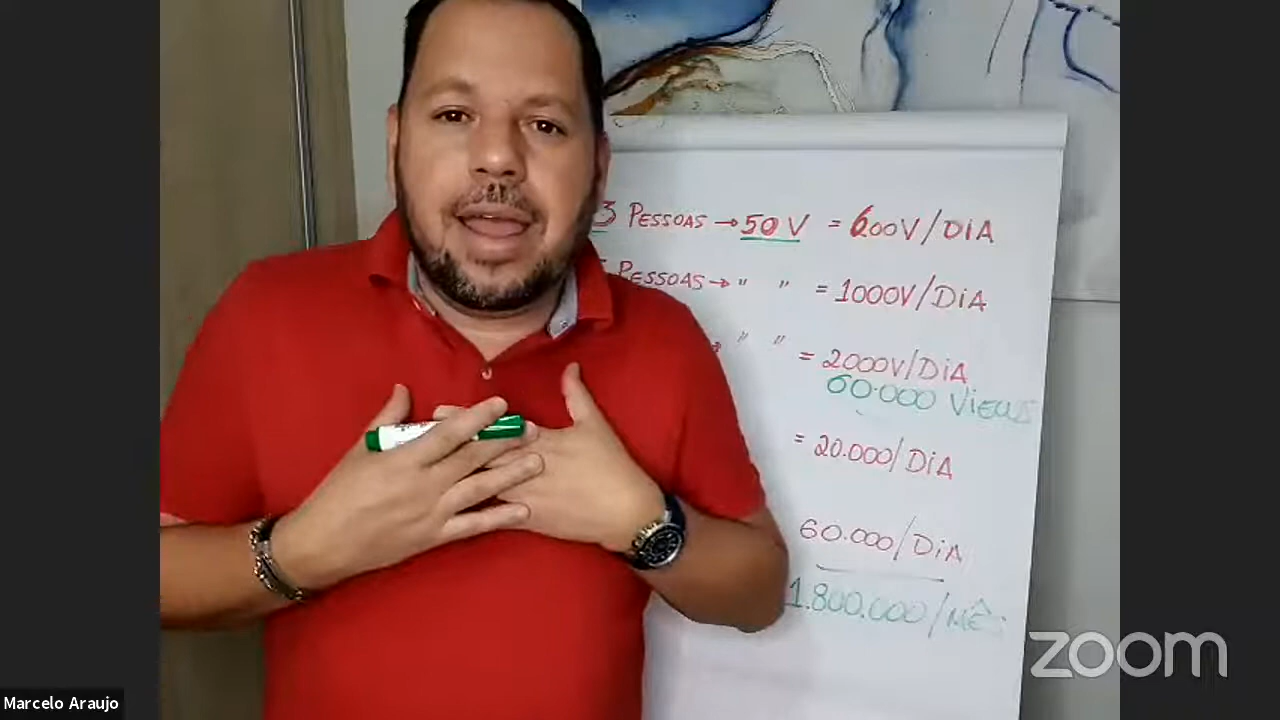 3 PESSOAS → 50 V = 600V/DIA
PESSOAS → " " = 1000V/DIA
" " = 2000V/DIA
60.000 VIEWS
= 20.000/DIA
60.000/DIA
1.800.000/MÊS
zoom
Marcelo Araujo